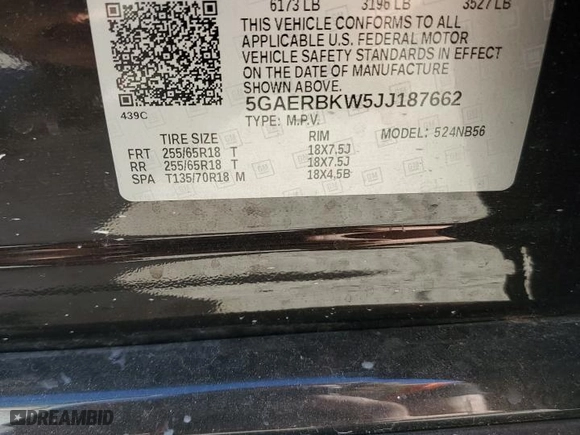 6173 LB 3196 LB 3527 LB
THIS VEHICLE CONFORMS TO ALL
APPLICABLE U.S. FEDERAL MOTOR
VEHICLE SAFETY STANDARDS IN EFFECT
ON THE DATE OF MANUFACTURE
SHOWN ABOVE.
439C
5GAERBKW5JJ187662
TYPE: M.P.V.
TIRE SIZE RIM MODEL: 524NB56
FRT 255/65R18 T 18X7.5J
RR 255/65R18 T 18X7.5J
SPA T135/70R18 M 18X4.5B
GM
DREAMBID